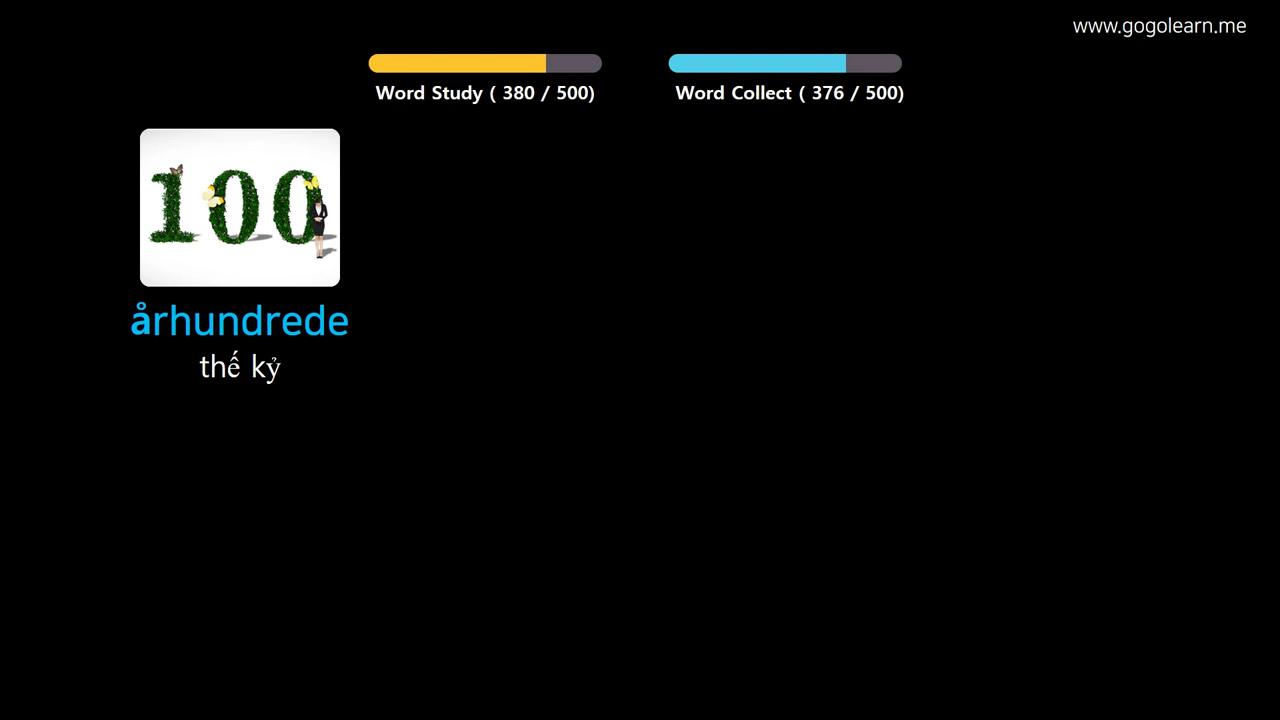 www.gogolearn.me
Word Study ( 380 / 500)
Word Collect ( 376 / 500)
100
århundrede
thế kỷ